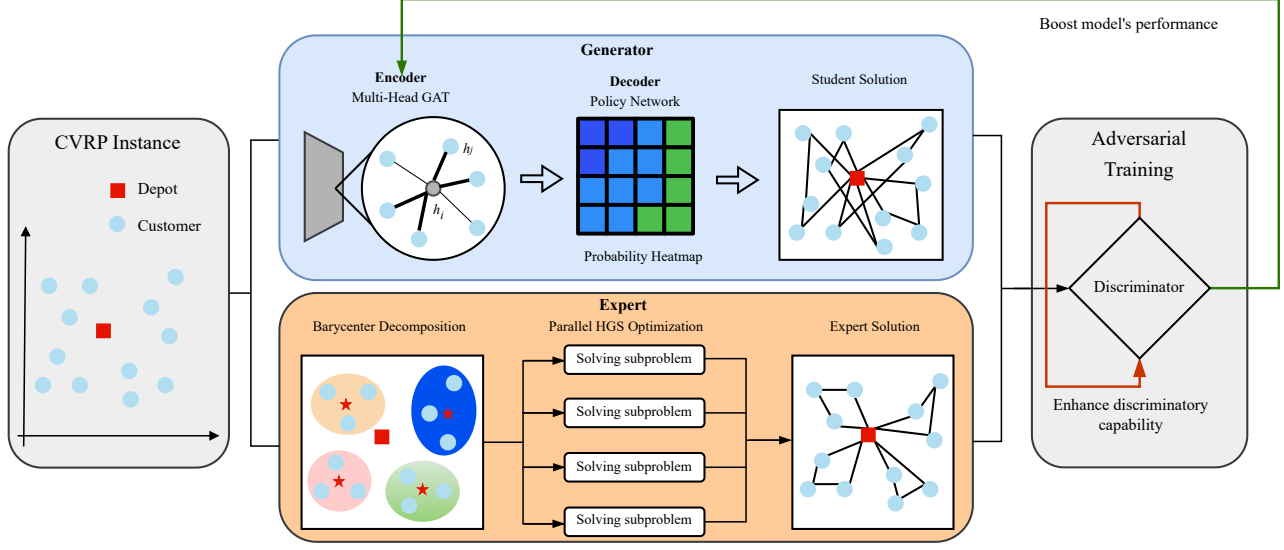 Boost model's performance
CVRP Instance
Depot
Customer
Generator
Encoder
Multi-Head GAT
hj
hi
Decoder
Policy Network
Probability Heatmap
Student Solution
Expert
Barycenter Decomposition
Parallel HGS Optimization
Solving subproblem
Solving subproblem
Solving subproblem
Solving subproblem
Expert Solution
Adversarial
Training
Discriminator
Enhance discriminatory
capability